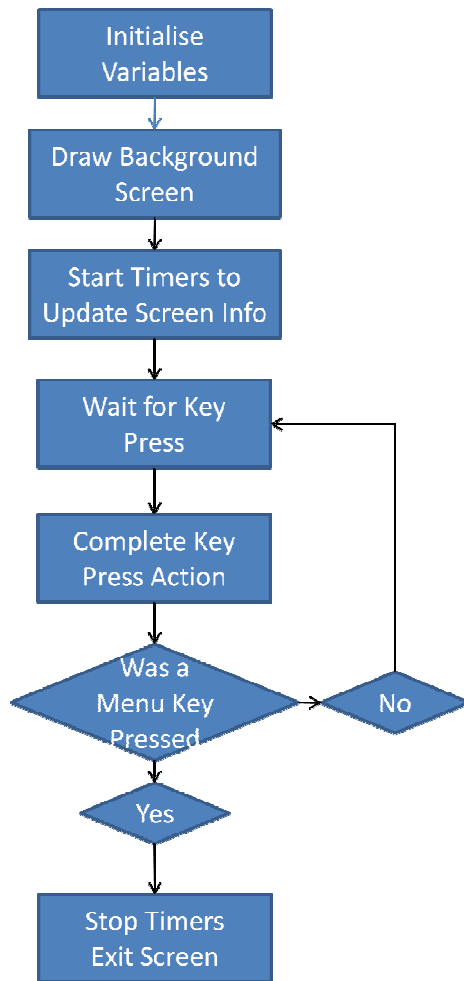 Initialise
Variables
Draw Background
Screen
Start Timers to
Update Screen Info
Wait for Key
Press
Complete Key
Press Action
Was a
Menu Key
Pressed
No
Yes
Stop Timers
Exit Screen